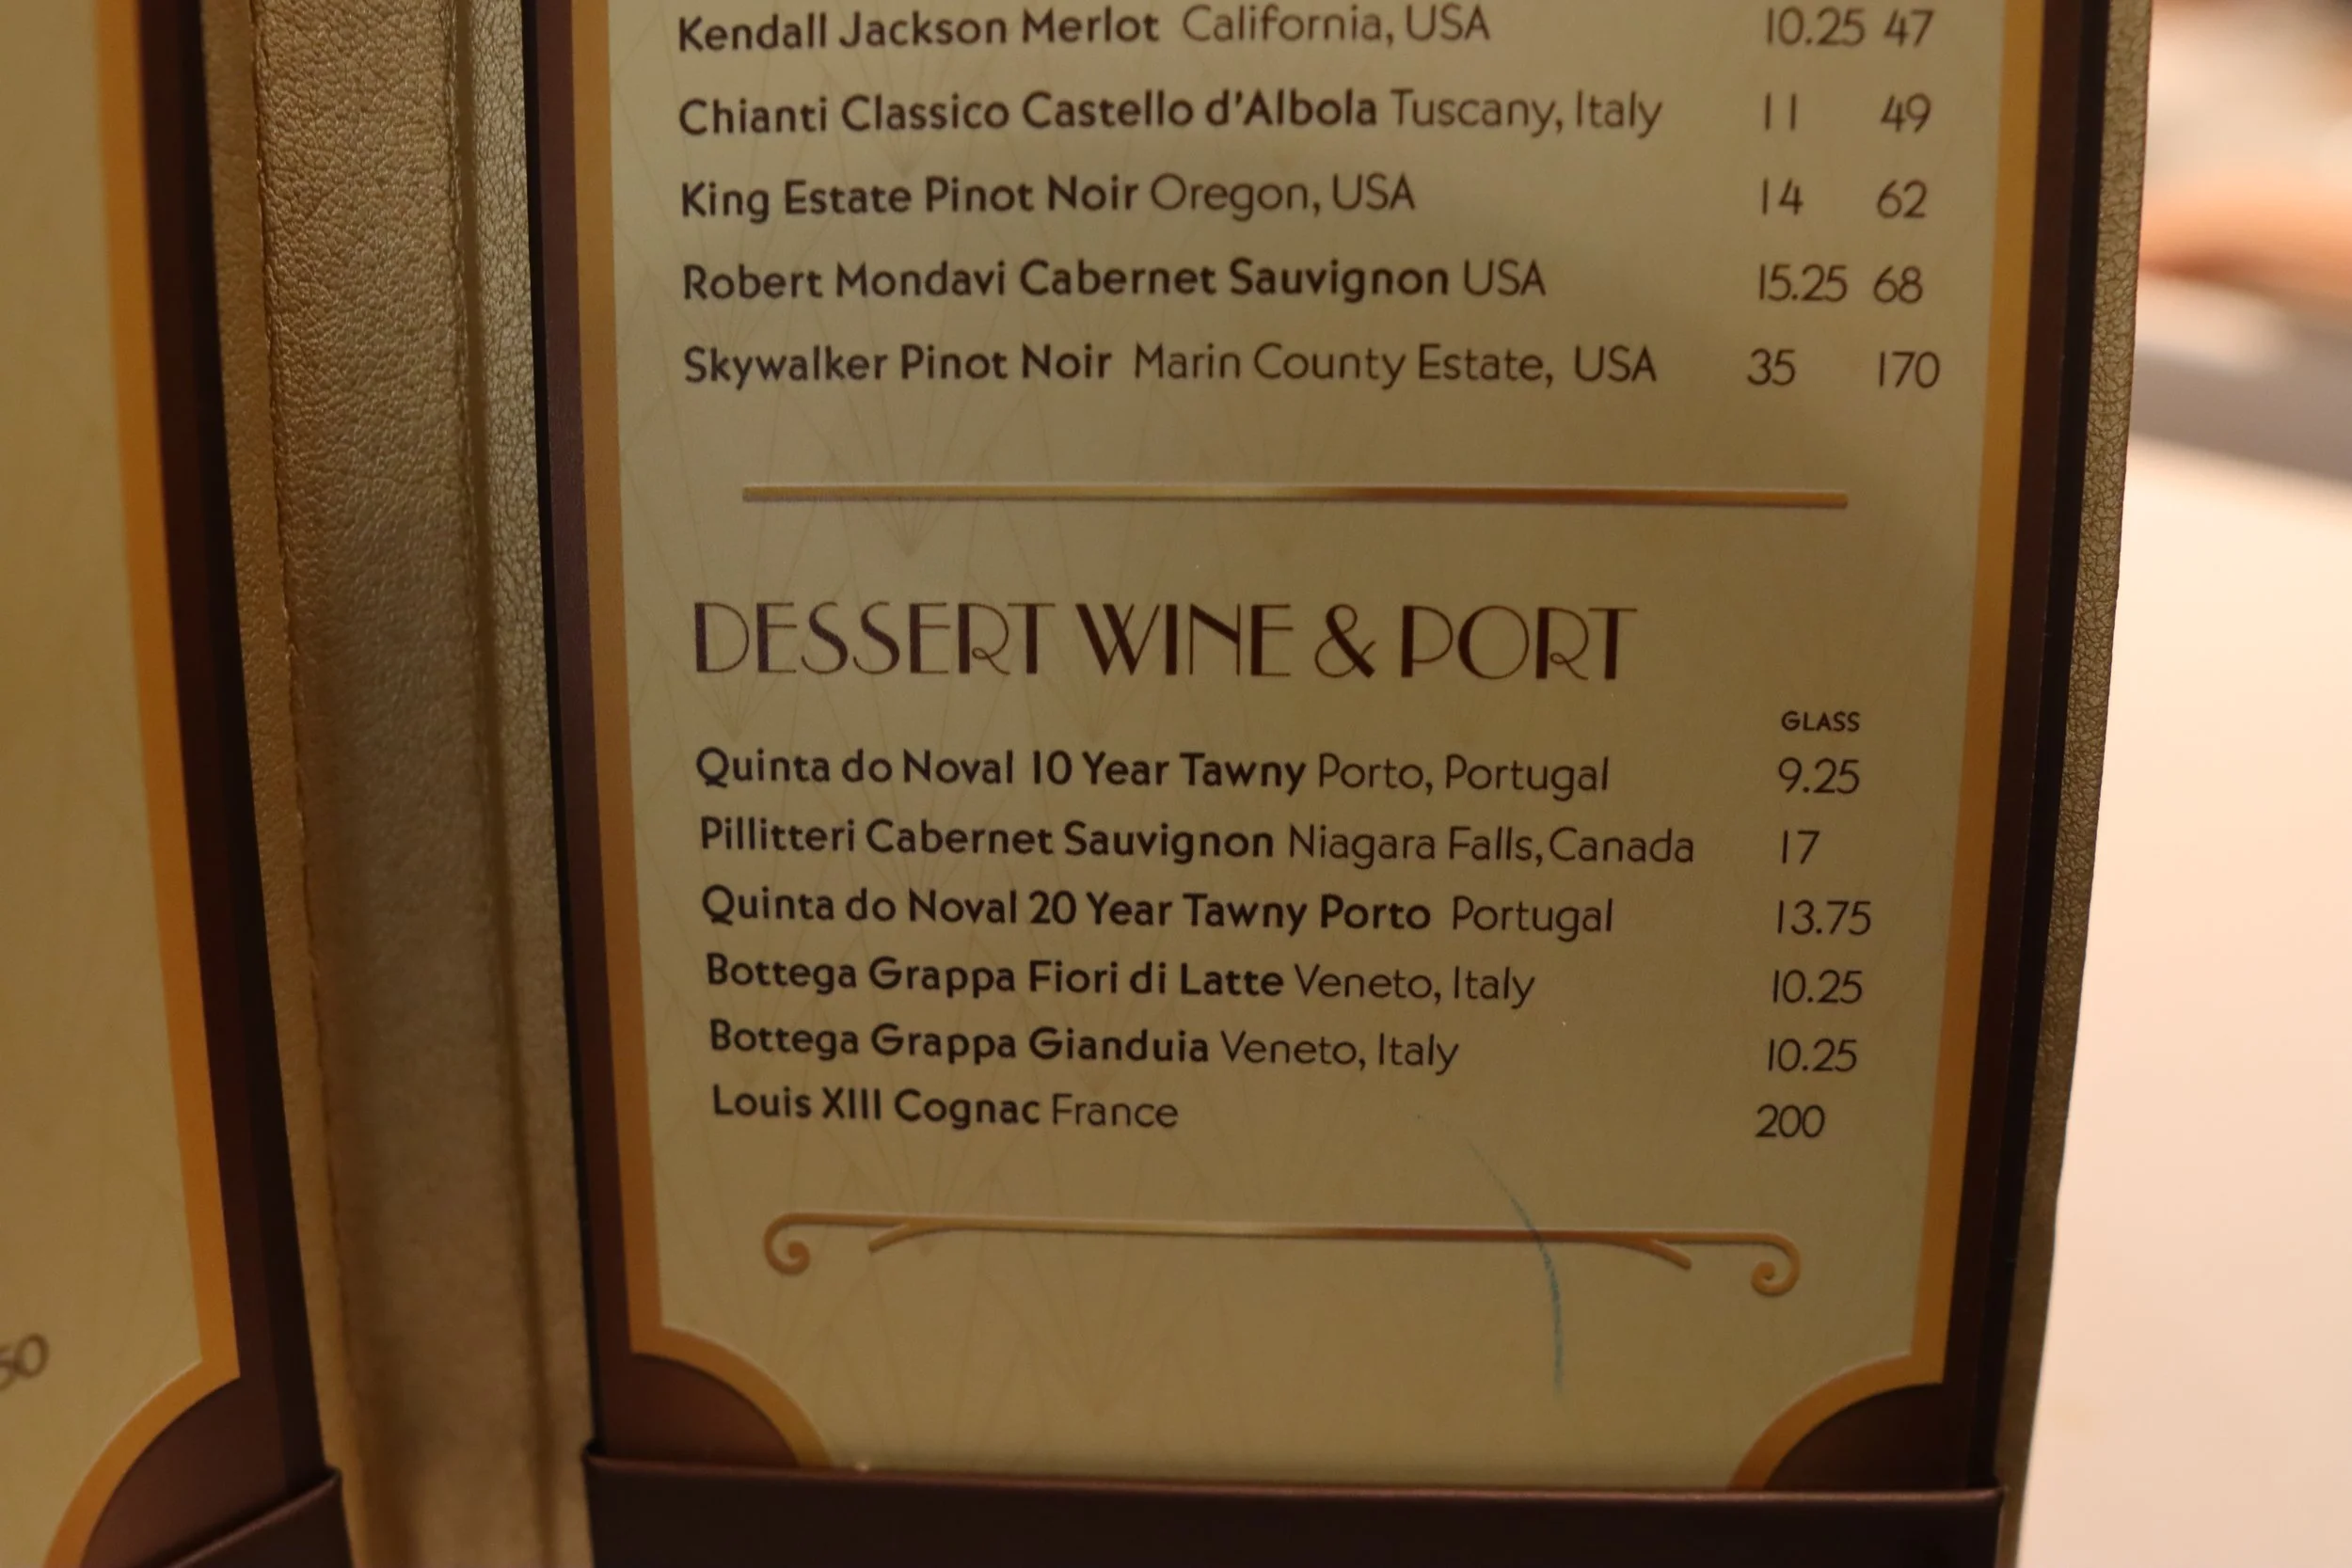 Kendall Jackson Merlot California, USA 10.25 47
Chianti Classico Castello d'Albola Tuscany, Italy 11 49
King Estate Pinot Noir Oregon, USA 14 62
Robert Mondavi Cabernet Sauvignon USA 15.25 68
Skywalker Pinot Noir Marin County Estate, USA 35 170
DESSERT WINE & PORT
GLASS
Quinta do Noval 10 Year Tawny Porto, Portugal 9.25
Pillitteri Cabernet Sauvignon Niagara Falls, Canada 17
Quinta do Noval 20 Year Tawny Porto Portugal 13.75
Bottega Grappa Fiori di Latte Veneto, Italy 10.25
Bottega Grappa Gianduia Veneto, Italy 10.25
Louis XIII Cognac France 200